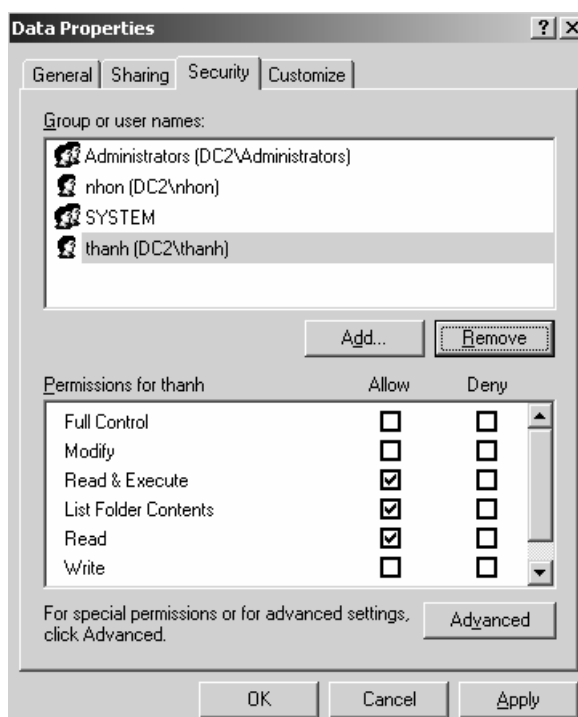 Data Properties
? X
General Sharing Security Customize
Group or user names:
Administrators (DC2\Administrators)
nhon (DC2\nhon)
SYSTEM
thanh (DC2\thanh)
Add... Remove
Permissions for thanh Allow Deny
Full Control
Modify
Read & Execute
List Folder Contents
Read
Write
For special permissions or for advanced settings,
click Advanced.
Advanced
OK Cancel Apply